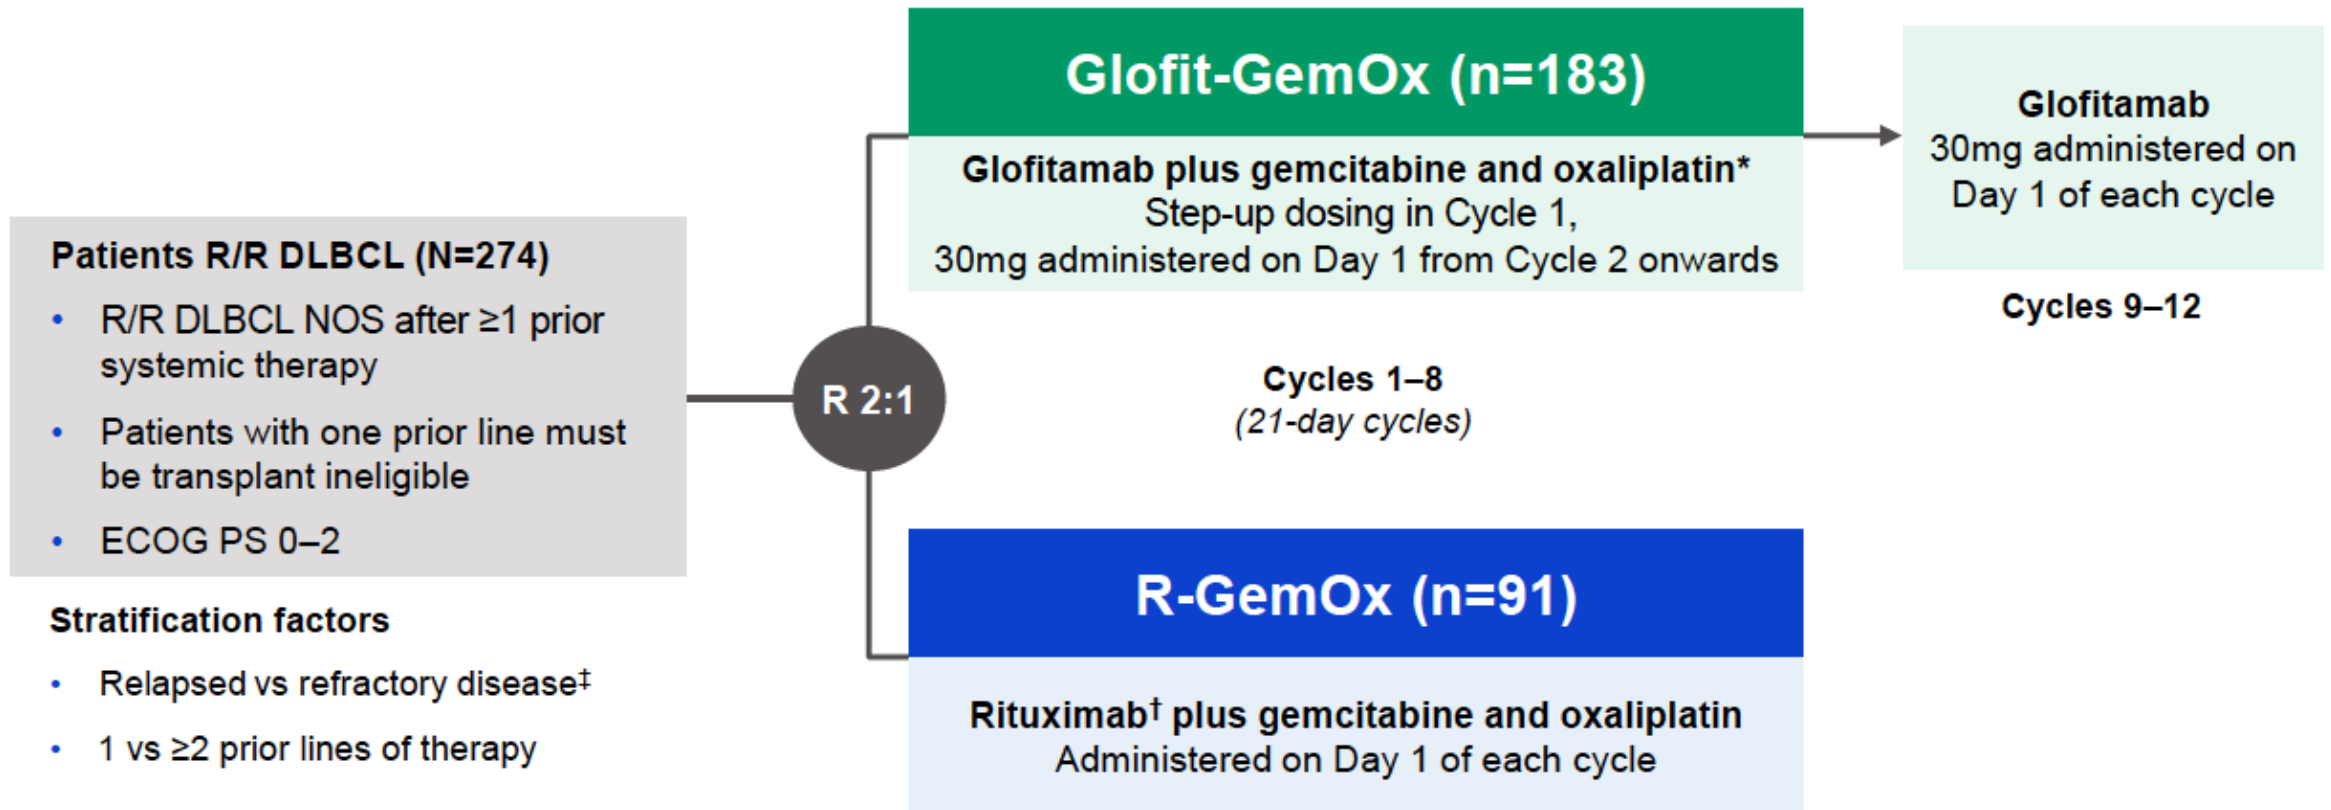 Patients R/R DLBCL (N=274)
• R/R DLBCL NOS after ≥1 prior
systemic therapy
• Patients with one prior line must
be transplant ineligible
• ECOG PS 0–2
Stratification factors
• Relapsed vs refractory disease‡
• 1 vs ≥2 prior lines of therapy
R 2:1
Glofit-GemOx (n=183)
Glofitamab plus gemcitabine and oxaliplatin*
Step-up dosing in Cycle 1,
30mg administered on Day 1 from Cycle 2 onwards
Cycles 1–8
(21-day cycles)
R-GemOx (n=91)
Rituximab† plus gemcitabine and oxaliplatin
Administered on Day 1 of each cycle
Glofitamab
30mg administered on
Day 1 of each cycle
Cycles 9–12